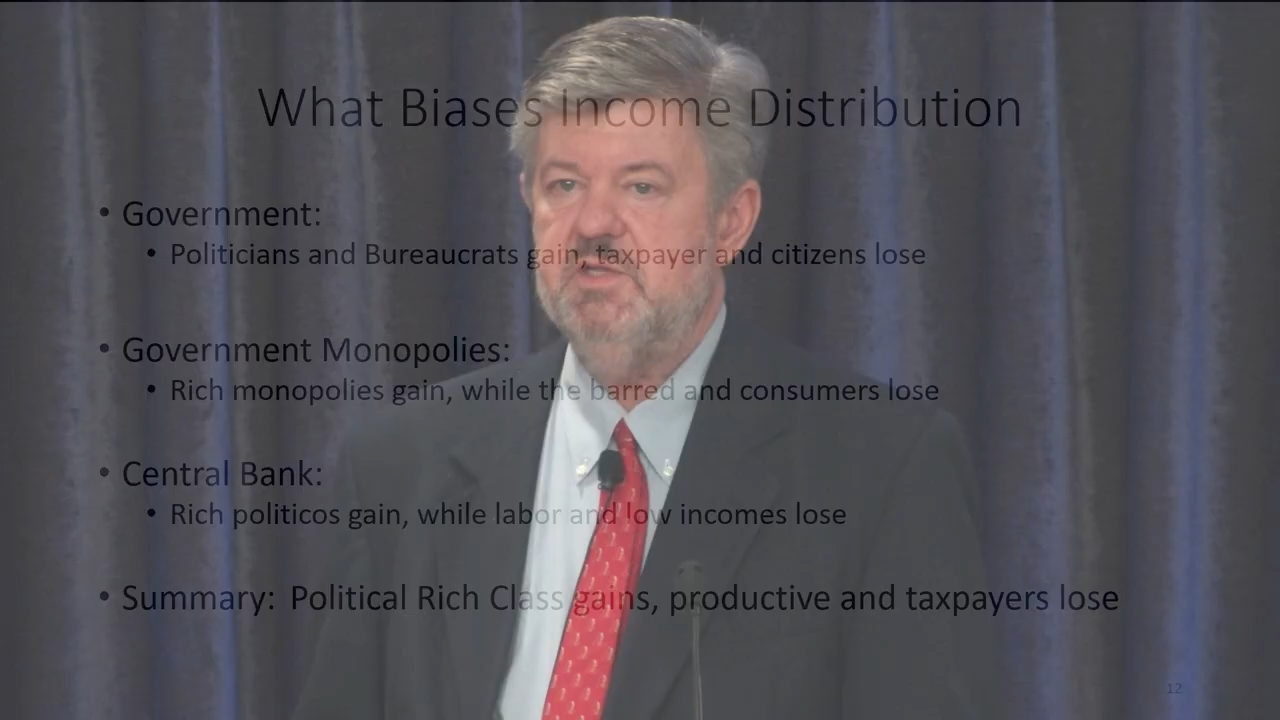 What Biases Income Distribution
• Government:
• Politicians and Bureaucrats gain, taxpayer and citizens lose
• Government Monopolies:
• Rich monopolies gain, while the barred and consumers lose
• Central Bank:
• Rich politicos gain, while labor and low incomes lose
• Summary: Political Rich Class gains, productive and taxpayers lose
12